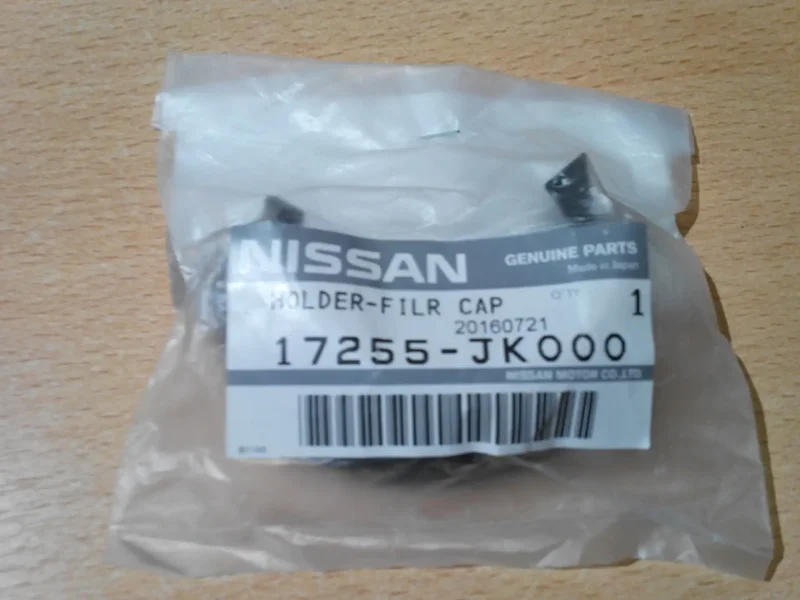 NISSAN
GENUINE PARTS
Made in Japan
HOLDER-FILR CAP
Q'TY
1
20160721
17255-JK000
NISSAN MOTOR CO.,LTD